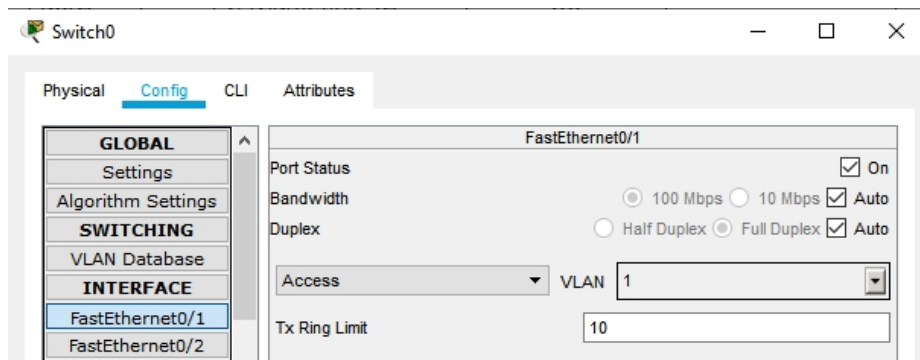 Switch0
Physical Config CLI Attributes
GLOBAL
Settings
Algorithm Settings
SWITCHING
VLAN Database
INTERFACE
FastEthernet0/1
FastEthernet0/2
FastEthernet0/1
Port Status On
Bandwidth 100 Mbps 10 Mbps Auto
Duplex Half Duplex Full Duplex Auto
Access VLAN 1
Tx Ring Limit 10